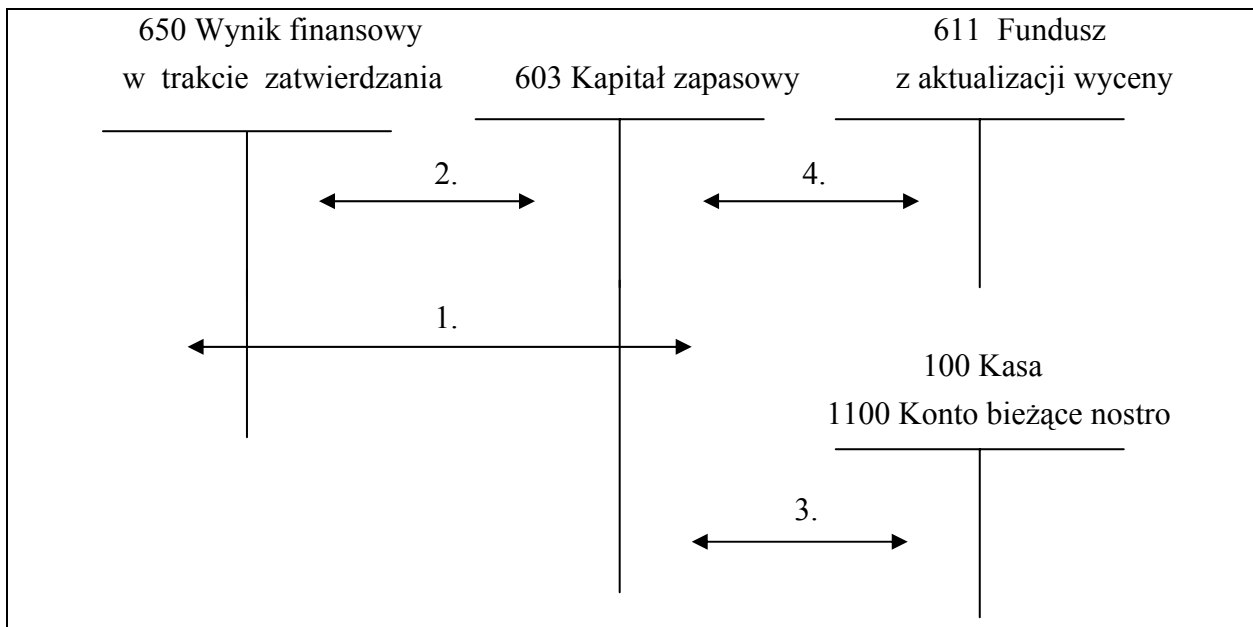 650 Wynik finansowy
w trakcie zatwierdzania
603 Kapitał zapasowy
611 Fundusz
z aktualizacji wyceny
2.
4.
1.
100 Kasa
1100 Konto bieżące nostro
3.